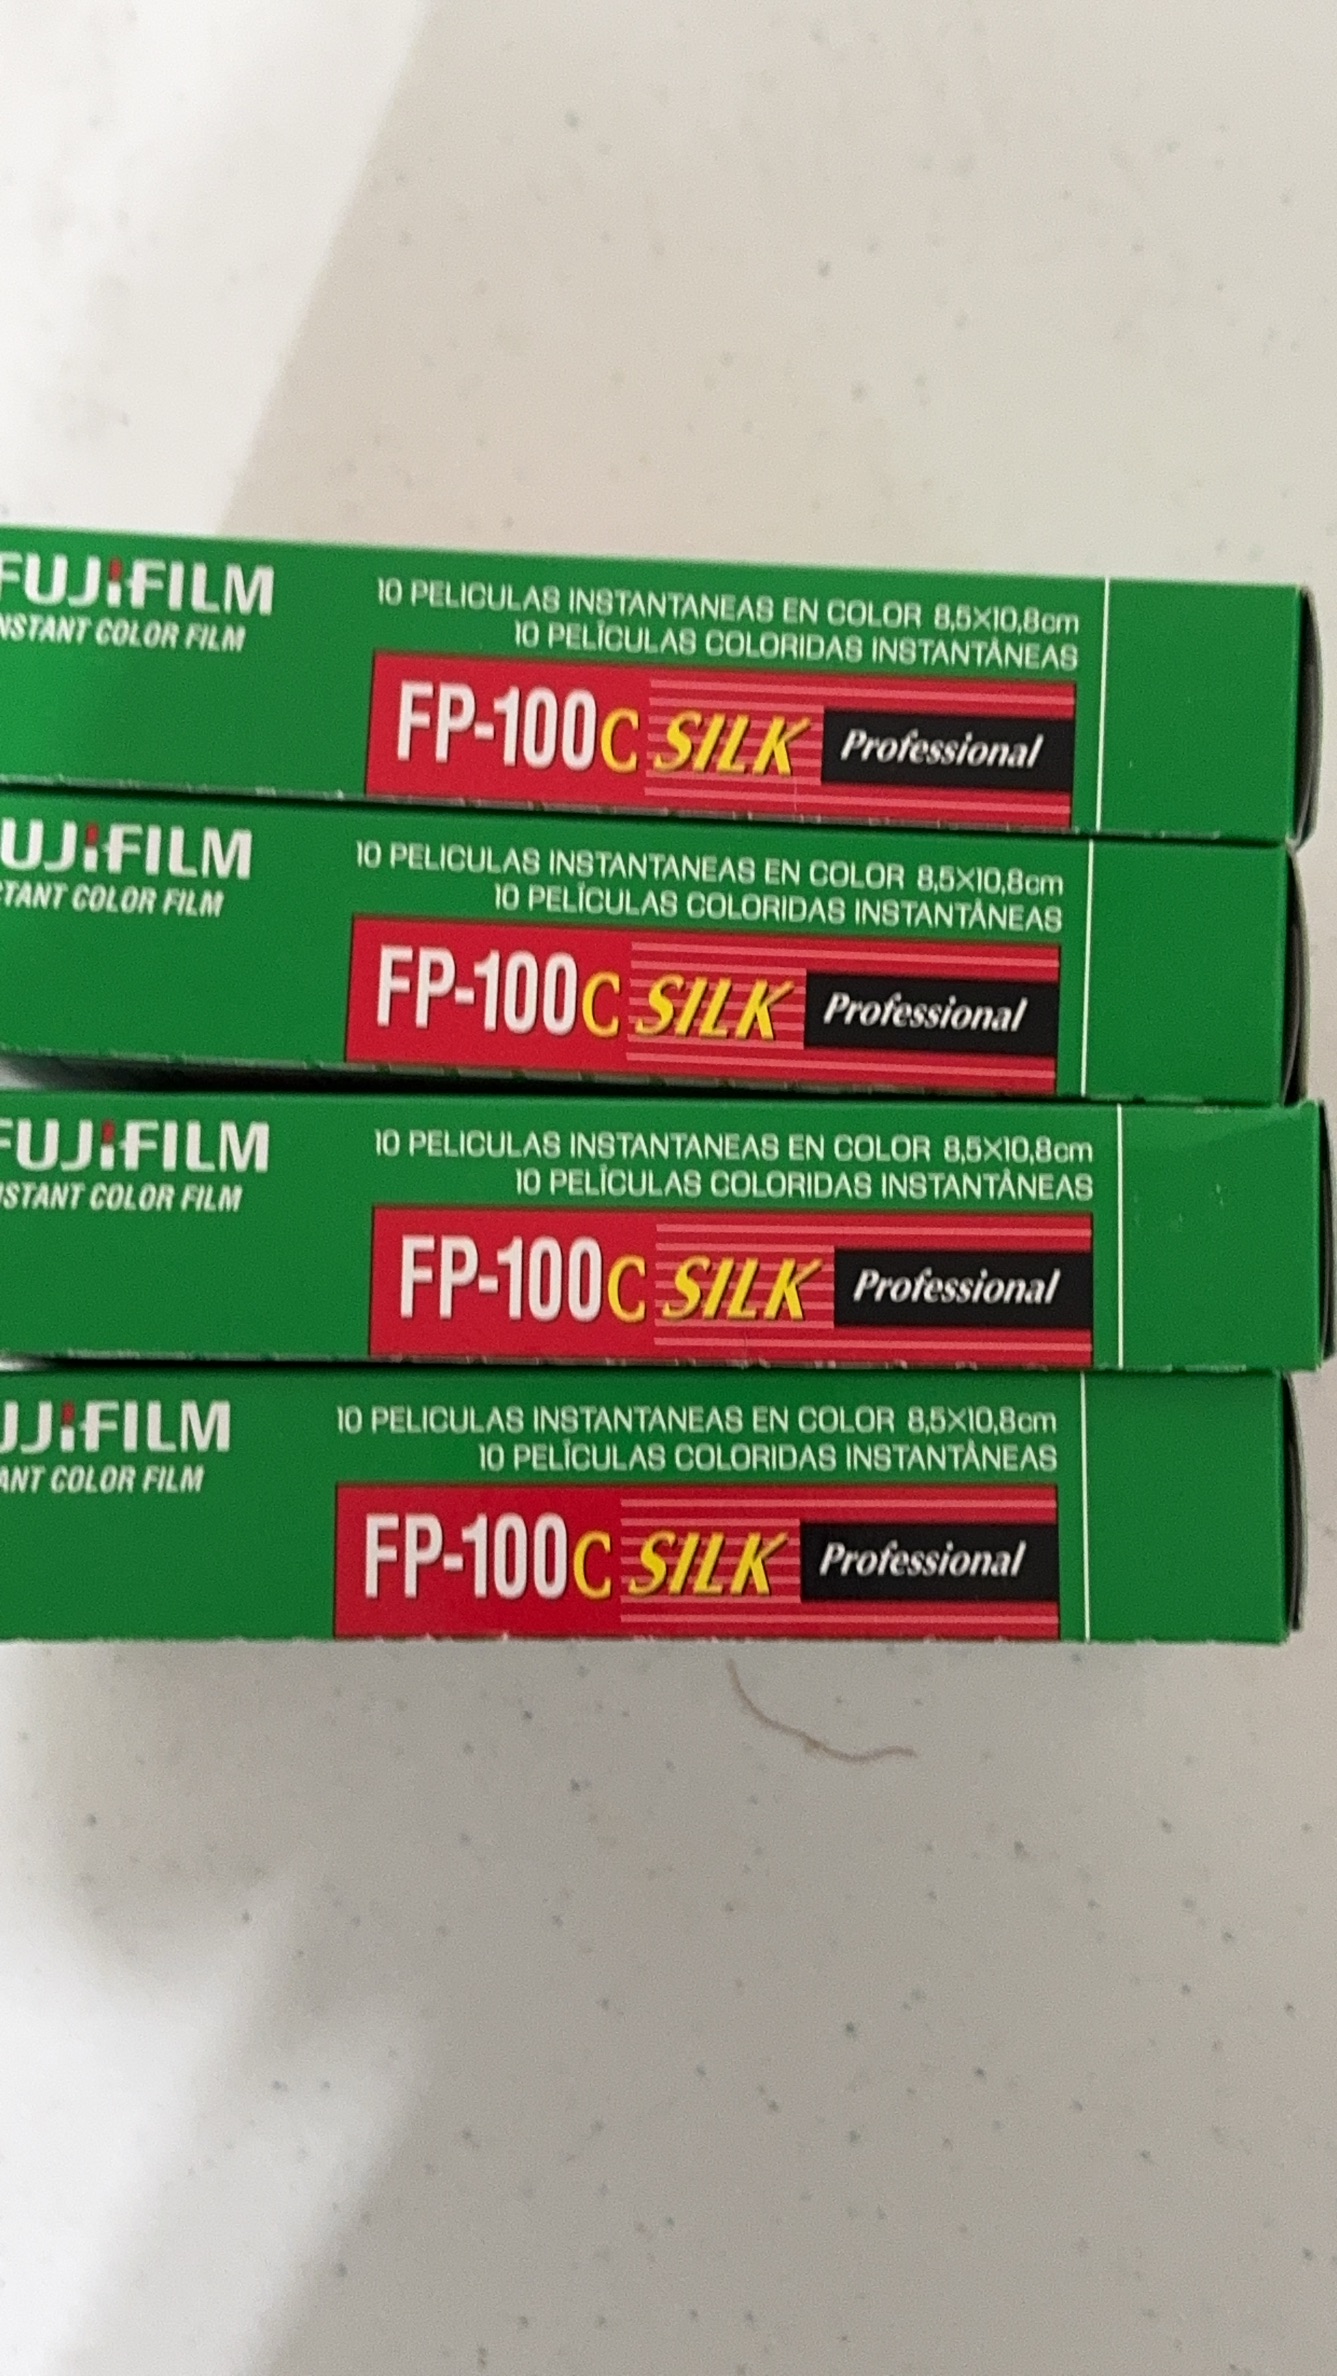 FUJIFILM
INSTANT COLOR FILM
10 PELICULAS INSTANTANEAS EN COLOR 8,5×10,8cm
10 PELÍCULAS COLORIDAS INSTANTÂNEAS
FP-100C SILK Professional
UJIFILM
TANT COLOR FILM
10 PELICULAS INSTANTANEAS EN COLOR 8,5×10,8cm
10 PELÍCULAS COLORIDAS INSTANTÂNEAS
FP-100C SILK Professional
FUJIFILM
STANT COLOR FILM
10 PELICULAS INSTANTANEAS EN COLOR 8,5×10,8cm
10 PELÍCULAS COLORIDAS INSTANTÂNEAS
FP-100C SILK Professional
UJIFILM
ANT COLOR FILM
10 PELICULAS INSTANTANEAS EN COLOR 8,5×10,8cm
10 PELÍCULAS COLORIDAS INSTANTÂNEAS
FP-100C SILK Professional